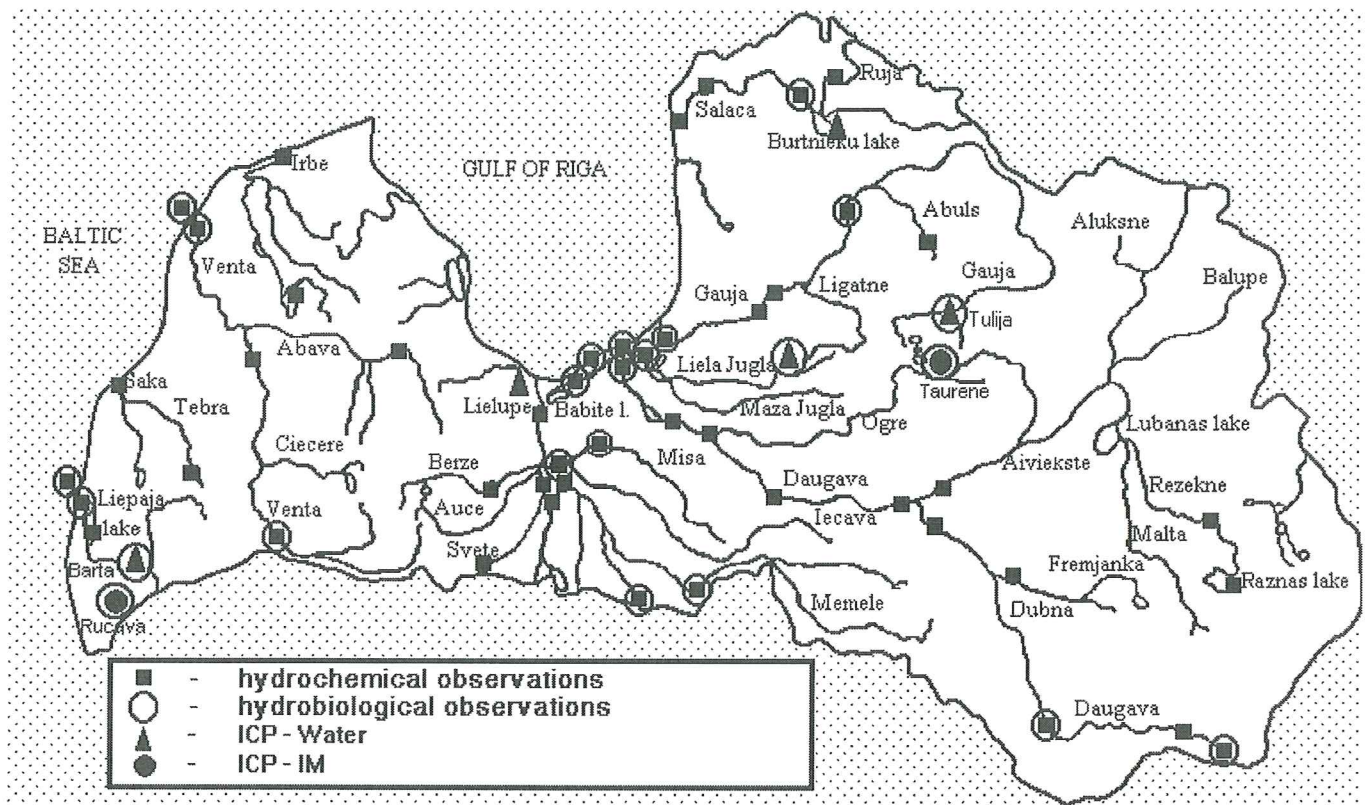 Ruja
Salaca
Burtnieku lake
Irbe
GULF OF RIGA
Abuls
Aluksne
BALTIC
SEA
Venta
Gauja
Balupe
Gauja
Ligatne
Tulija
Abava
Liela Jugla
Taurene
Saka
Tebra
Lielupe
Babite l.
Maza Jugla
Ogre
Lubanas lake
Ciecere
Berze
Misa
Daugava
Aiviekste
Rezekne
Liepaja
lake
Venta
Auce
Iecava
Malta
Svete
Barta
Fremjanka
Raznas lake
Rucava
Memele
Dubna
Daugava
- hydrochemical observations
- hydrobiological observations
- ICP - Water
- ICP - IM